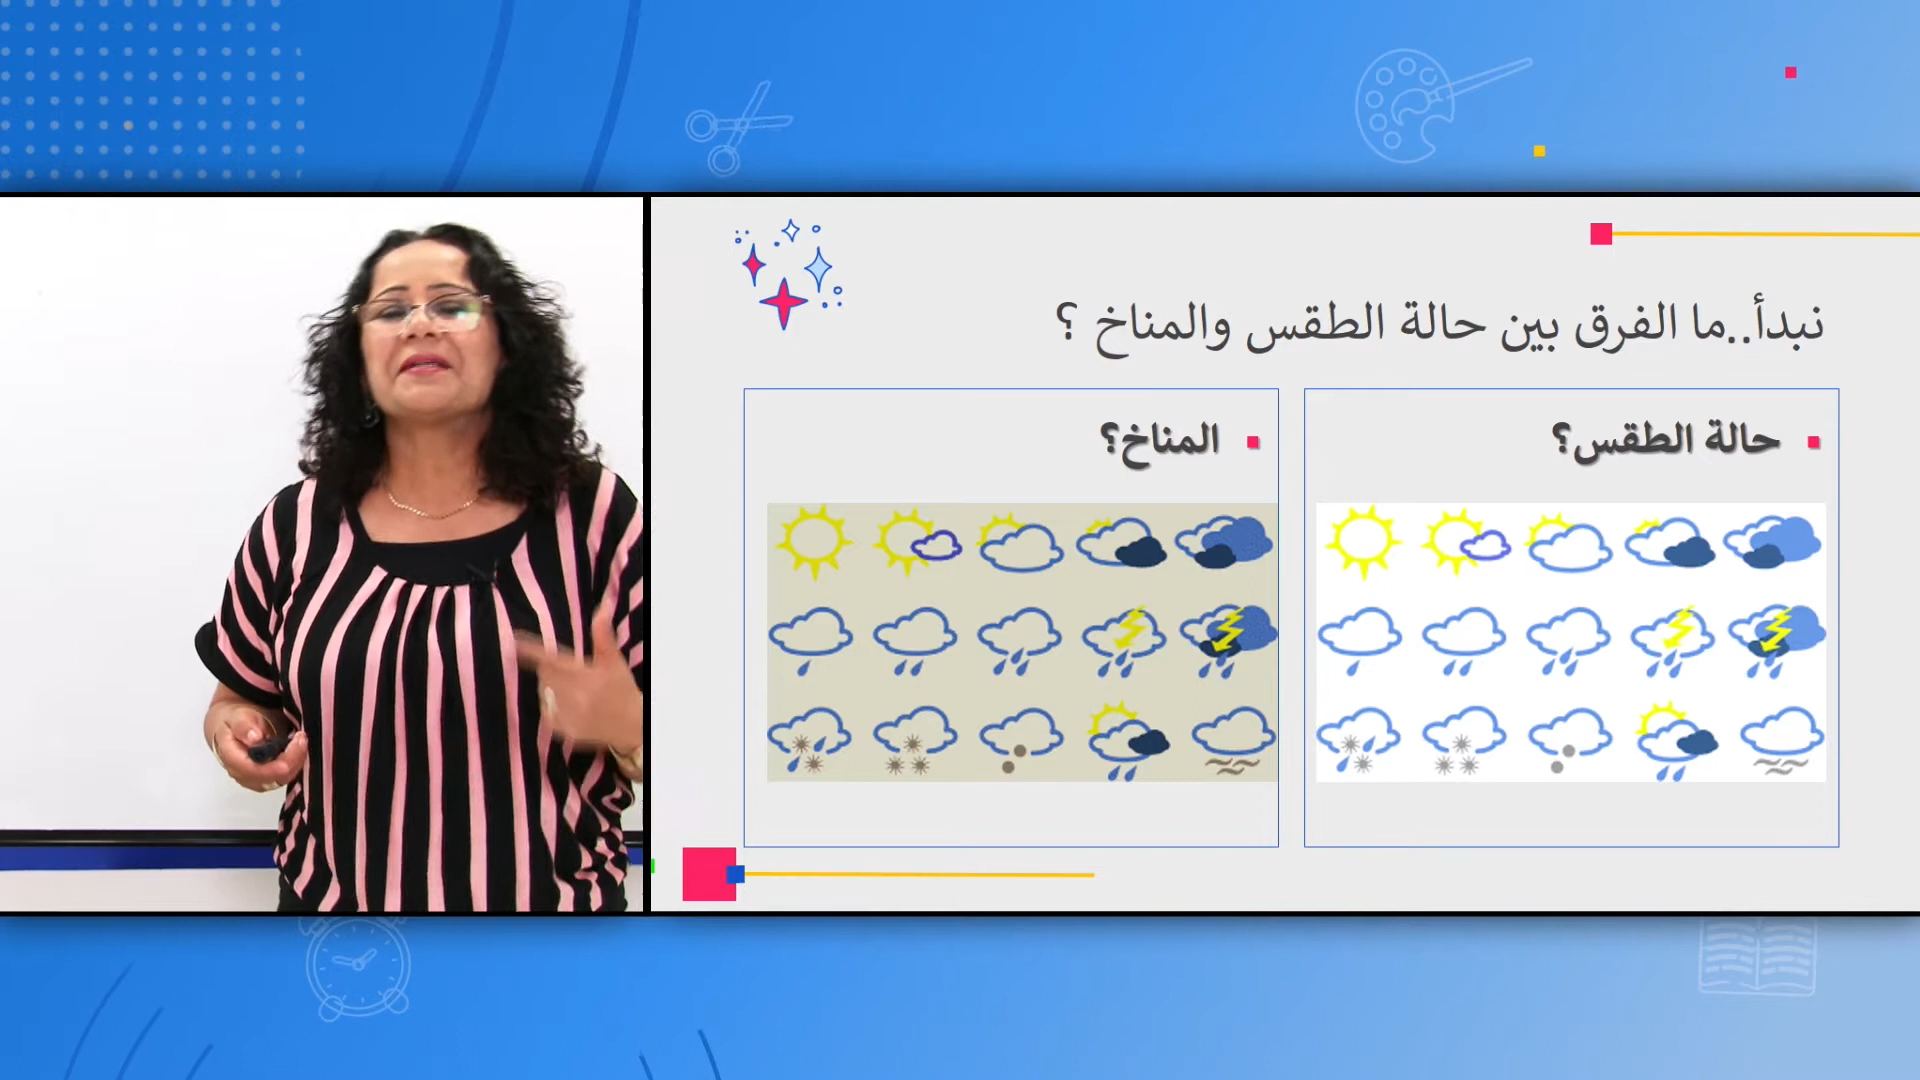 نبدأ..ما الفرق بين حالة الطقس والمناخ ؟
حالة الطقس؟
المناخ؟